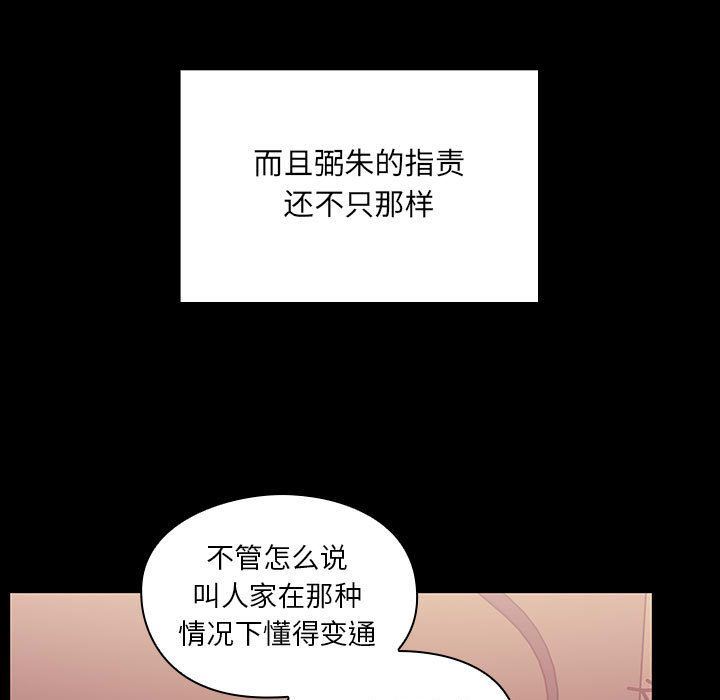 而且弼朱的指责
还不只那样
不管怎么说
叫人家在那种
情况下懂得变通